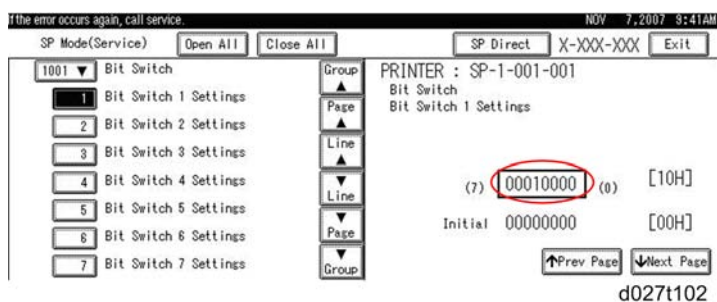 If the error occurs again, call service.
NOV 7,2007 9:41AM
SP Mode(Service) Open All Close All SP Direct X-XXX-XXX Exit
1001 ▼ Bit Switch
1 Bit Switch 1 Settings
2 Bit Switch 2 Settings
3 Bit Switch 3 Settings
4 Bit Switch 4 Settings
5 Bit Switch 5 Settings
6 Bit Switch 6 Settings
7 Bit Switch 7 Settings
Group
▲
Page
▲
Line
▲
▼
Line
▼
Page
▼
Group
PRINTER : SP-1-001-001
Bit Switch
Bit Switch 1 Settings
(7) 00010000 (0) [10H]
Initial 00000000 [00H]
↑Prev Page ↓Next Page
d027t102